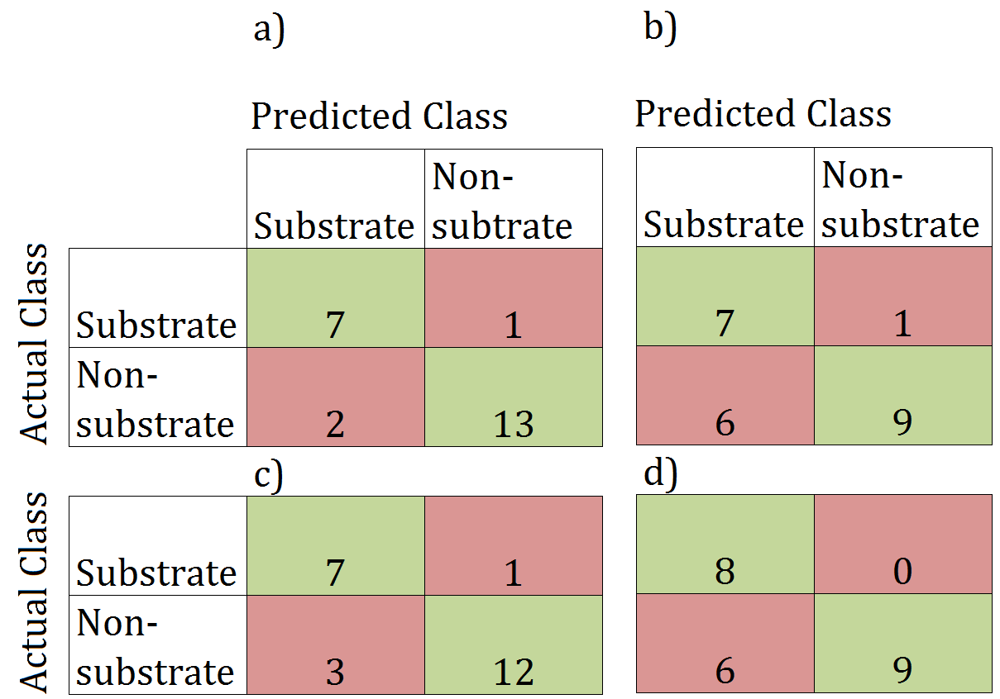 a)
b)
Predicted Class
Predicted Class
Substrate
Non-
subtrate
Substrate
Non-
substrate
Actual Class
Substrate
7
1
7
1
Non-
substrate
2
13
6
9
c)
d)
Actual Class
Substrate
7
1
8
0
Non-
substrate
3
12
6
9